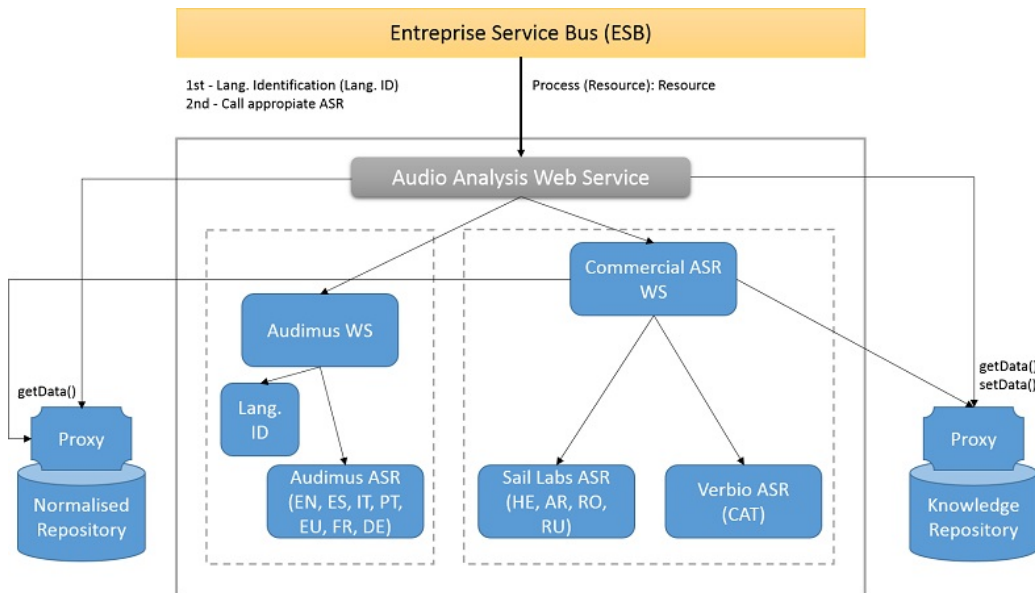 Entreprise Service Bus (ESB)
1st - Lang. Identification (Lang. ID)
2nd - Call appropiate ASR
Process (Resource): Resource
Audio Analysis Web Service
Commercial ASR
WS
Audimus WS
getData()
getData()
setData()
Lang.
ID
Proxy
Proxy
Audimus ASR
(EN, ES, IT, PT,
EU, FR, DE)
Sail Labs ASR
(HE, AR, RO,
RU)
Verbio ASR
(CAT)
Normalised
Repository
Knowledge
Repository